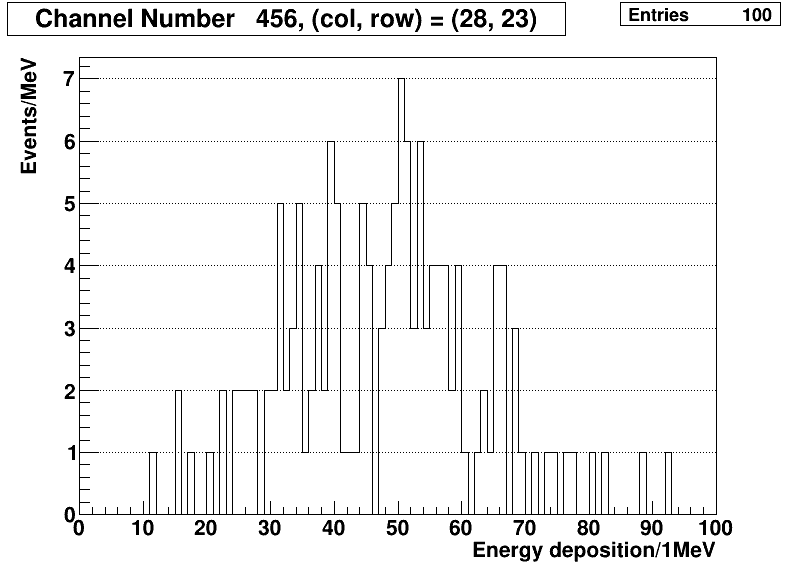 Channel Number 456, (col, row) = (28, 23)
Entries 100
Events/MeV
7
6
5
4
3
2
1
0
0 10 20 30 40 50 60 70 80 90 100
Energy deposition/1MeV